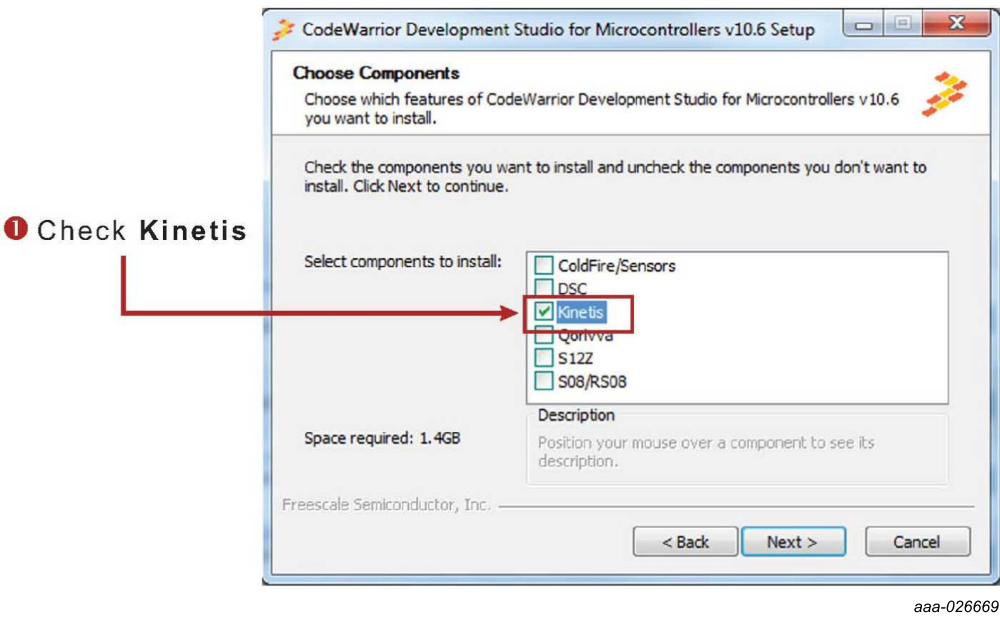 CodeWarrior Development Studio for Microcontrollers v10.6 Setup
Choose Components
Choose which features of CodeWarrior Development Studio for Microcontrollers v10.6
you want to install.
Check the components you want to install and uncheck the components you don't want to
install. Click Next to continue.
1 Check Kinetis
Select components to install:
ColdFire/Sensors
DSC
Kinetis
Qorivva
S12Z
S08/RS08
Space required: 1.4GB
Description
Position your mouse over a component to see its
description.
Freescale Semiconductor, Inc.
< Back
Next >
Cancel
aaa-026669